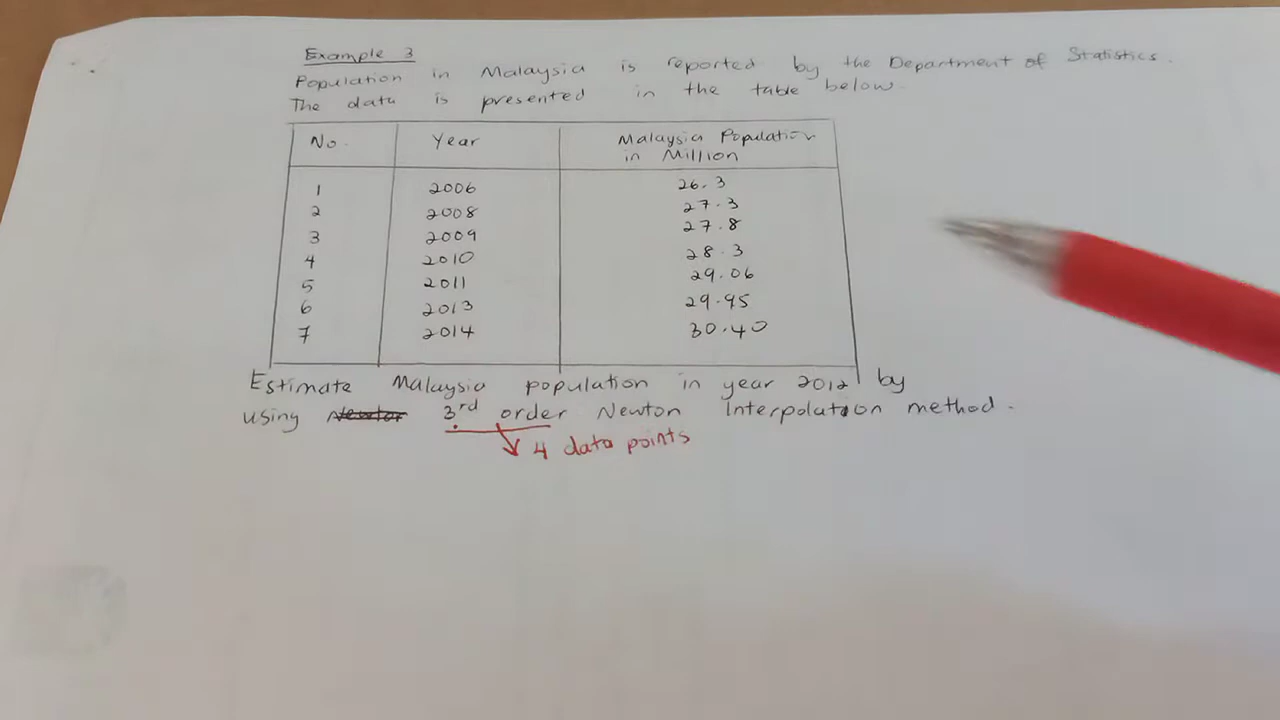 Example 3
Population in Malaysia is reported by the Department of Statistics.
The data is presented in the table below.
No. Year Malaysia Population in Million
1 2006 26.3
2 2008 27.3
3 2009 27.8
4 2010 28.3
5 2011 29.06
6 2013 29.95
7 2014 30.40
Estimate Malaysia population in year 2012 by
using Newton 3rd order Newton Interpolation method.
4 data points